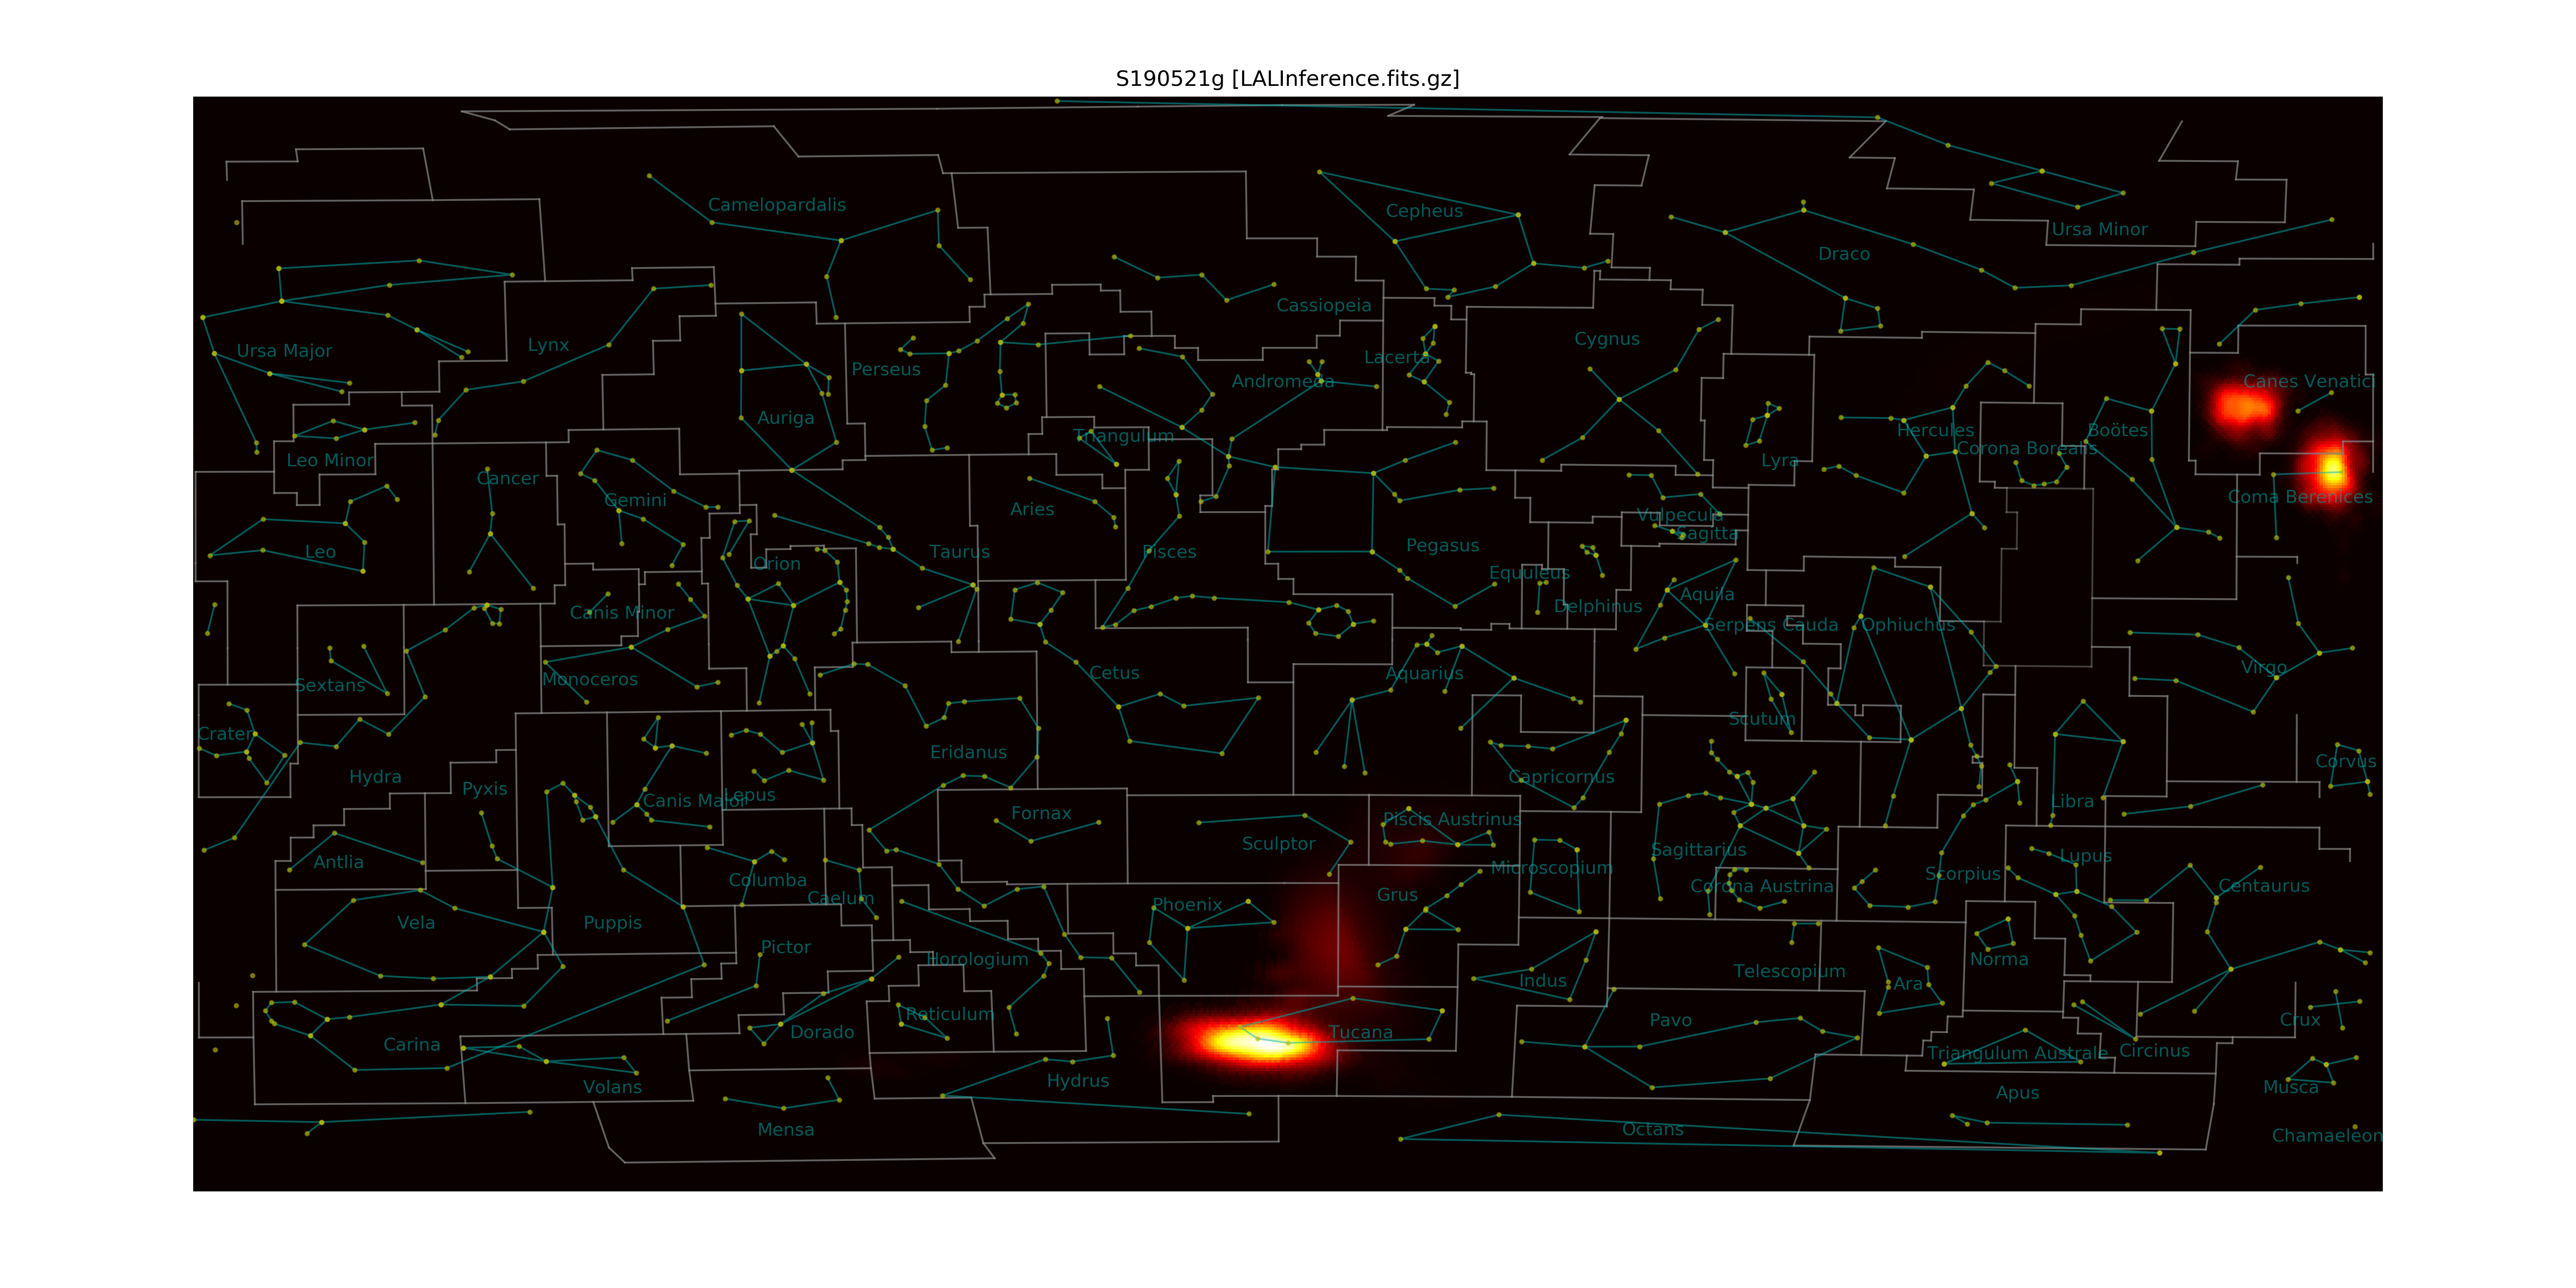 S190521g [LALInference.fits.gz]
Camelopardalis
Cepheus
Ursa Minor
Draco
Cassiopeia
Cygnus
Ursa Major
Lynx
Lacerta
Perseus
Andromeda
Canes Venatici
Auriga
Triangulum
Hercules
Boötes
Corona Borealis
Leo Minor
Lyra
Cancer
Gemini
Coma Berenices
Aries
Vulpecula
Sagitta
Leo
Taurus
Pisces
Pegasus
Orion
Equuleus
Aquila
Delphinus
Canis Minor
Serpens Cauda
Ophiuchus
Virgo
Cetus
Aquarius
Monoceros
Sextans
Scutum
Crater
Eridanus
Corvus
Hydra
Capricornus
Pyxis
Lepus
Canis Major
Libra
Fornax
Piscis Austrinus
Sculptor
Sagittarius
Lupus
Antlia
Microscopium
Scorpius
Columba
Corona Austrina
Centaurus
Caelum
Grus
Phoenix
Vela
Puppis
Pictor
Horologium
Norma
Telescopium
Indus
Ara
Reticulum
Pavo
Crux
Dorado
Tucana
Carina
Circinus
Triangulum Australe
Hydrus
Volans
Musca
Apus
Mensa
Octans
Chamaeleon